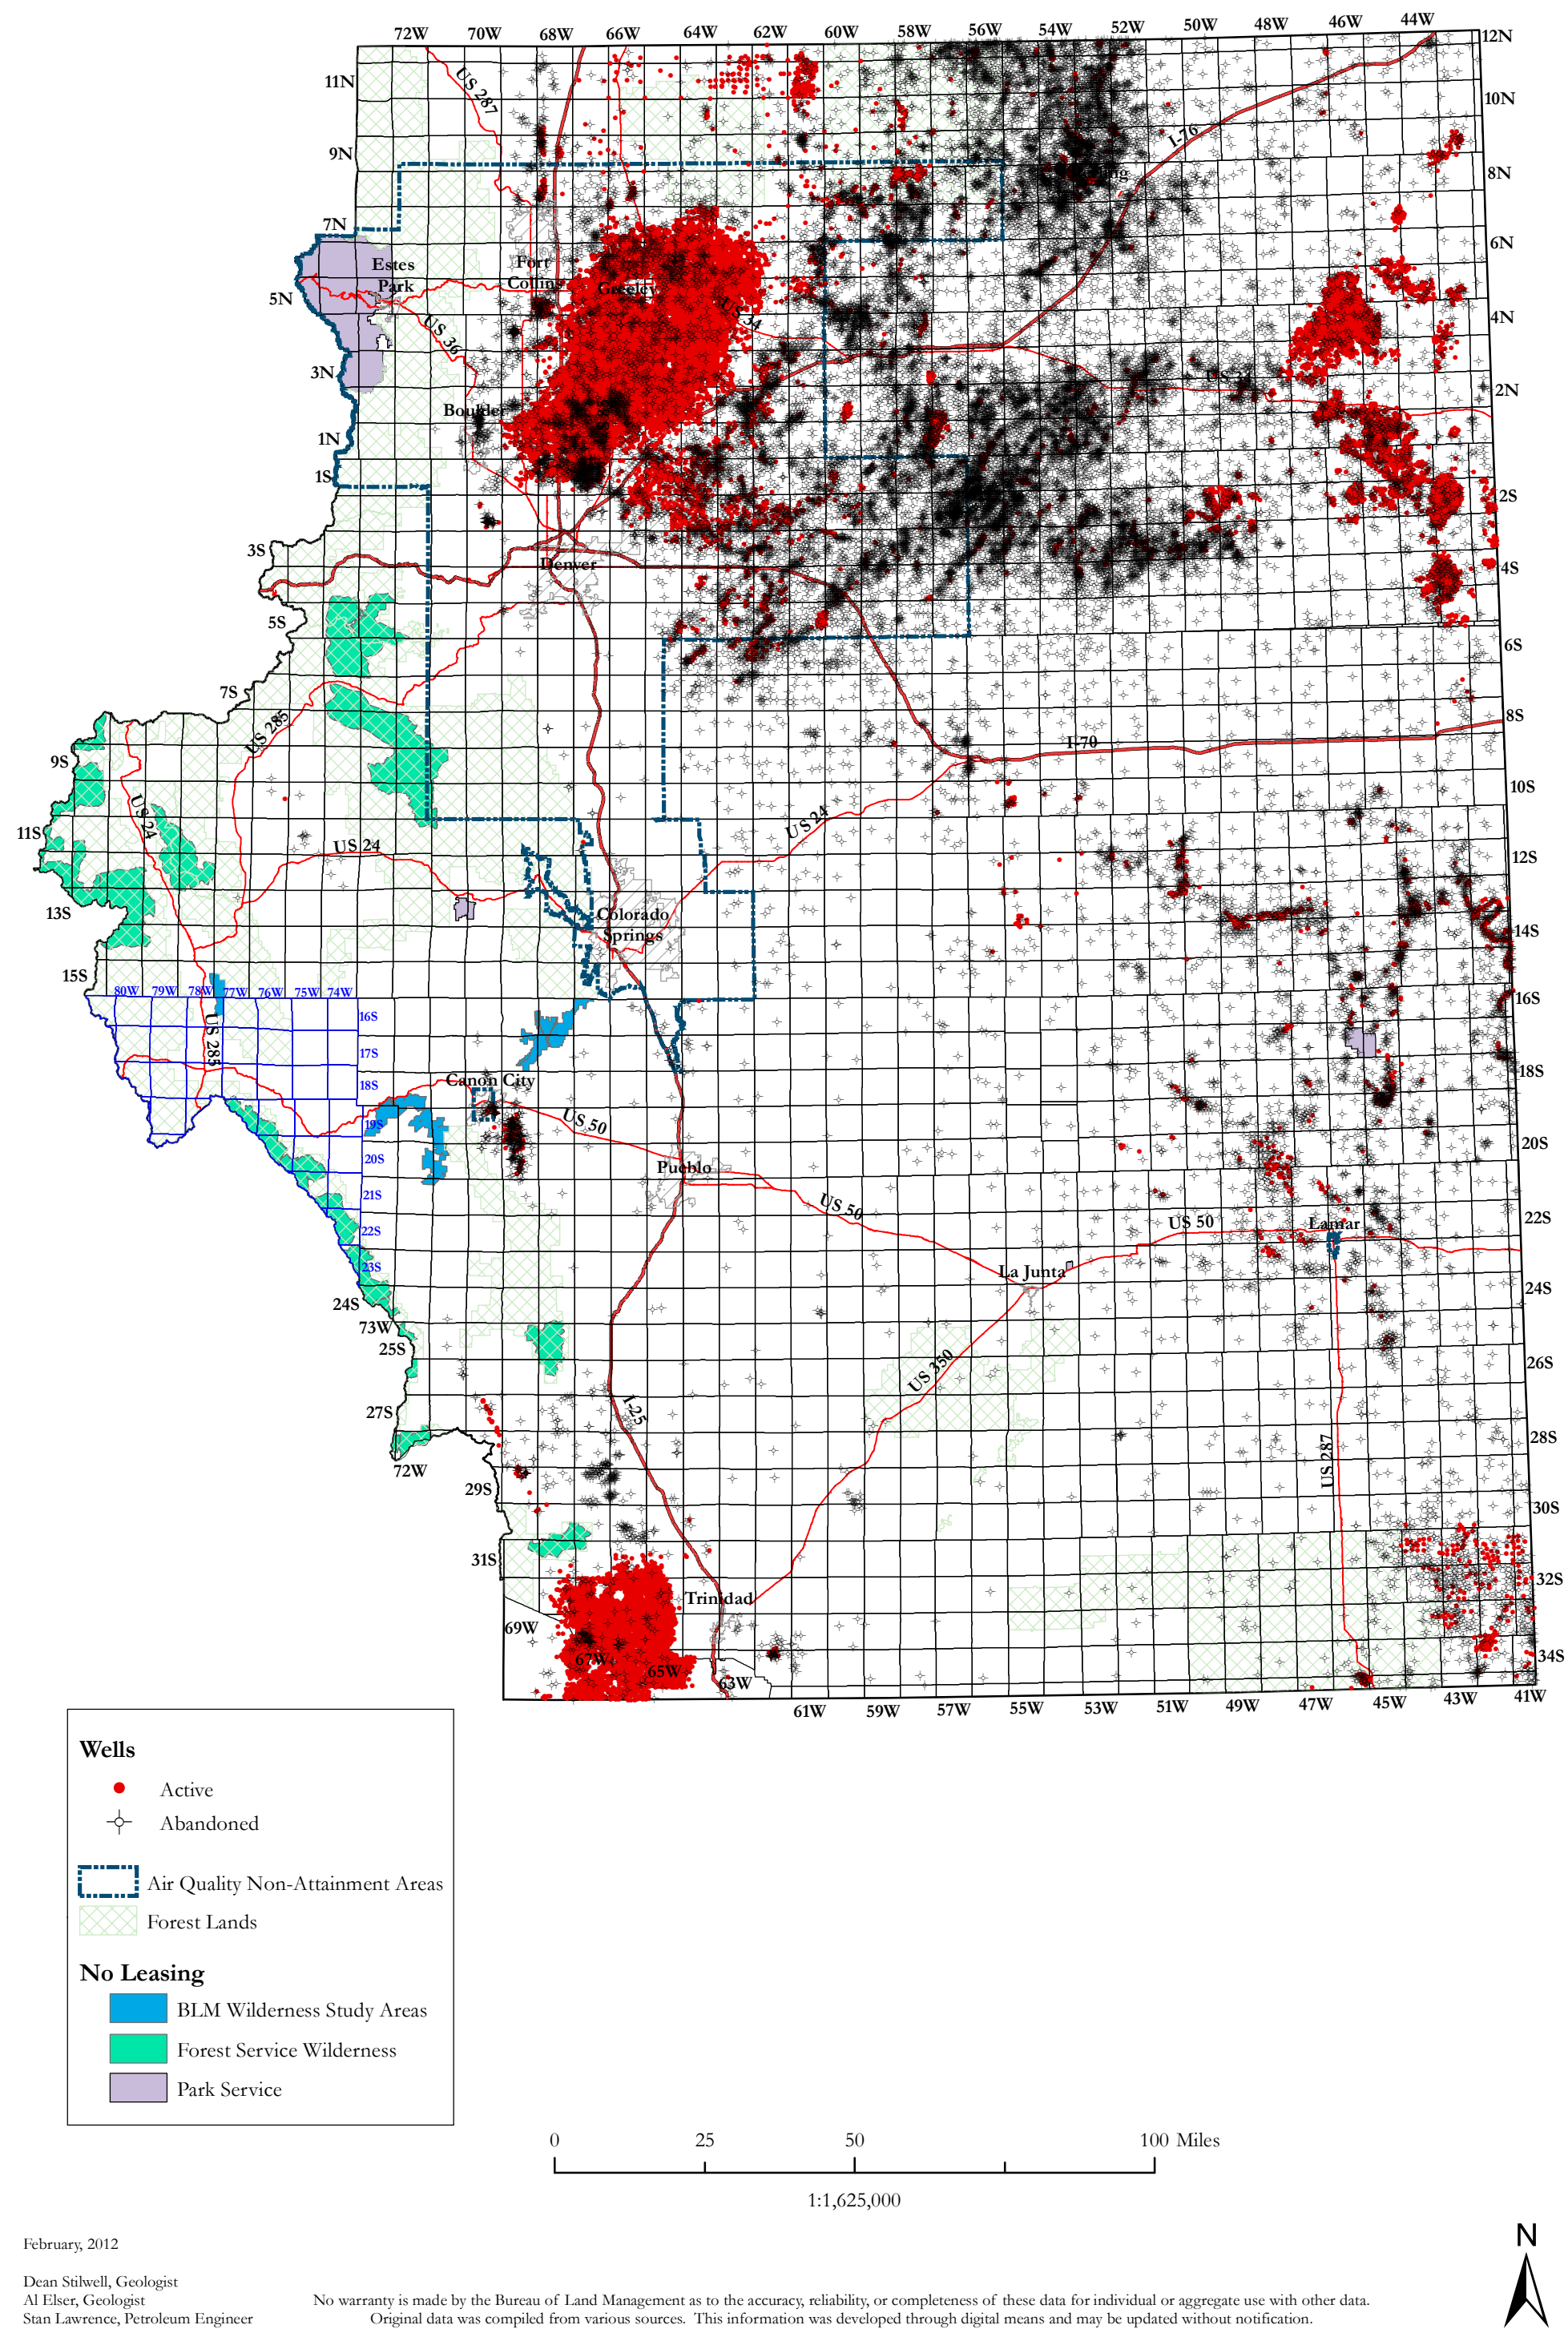 72W 70W 68W 66W 64W 62W 60W 58W 56W 54W 52W 50W 48W 46W 44W
12N
11N
10N
9N
8N
7N
6N
5N
4N
3N
2N
1N
1S
2S
3S
4S
5S
6S
7S
8S
9S
10S
11S
12S
13S
14S
15S
16S
18S
20S
22S
24S
26S
28S
30S
32S
34S
US 287
I-76
Estes
Park
Fort
Collins
Greeley
US 34
US 36
Boulder
Denver
US 285
I-70
US 24
US 24
US 24
Colorado
Springs
80W 79W 78W 77W 76W 75W 74W
16S
17S
18S
19S
20S
21S
22S
23S
US 285
Canon City
US 50
Pueblo
US 50
US 50
Lamar
La Junta
24S
73W
25S
27S
72W
29S
31S
US 350
I-25
US 287
Trinidad
69W
67W
65W
63W
61W 59W 57W 55W 53W 51W 49W 47W 45W 43W 41W
Wells
Active
Abandoned
Air Quality Non-Attainment Areas
Forest Lands
No Leasing
BLM Wilderness Study Areas
Forest Service Wilderness
Park Service
0 25 50 100 Miles
1:1,625,000
N
February, 2012
Dean Stilwell, Geologist
Al Elser, Geologist
Stan Lawrence, Petroleum Engineer
No warranty is made by the Bureau of Land Management as to the accuracy, reliability, or completeness of these data for individual or aggregate use with other data.
Original data was compiled from various sources. This information was developed through digital means and may be updated without notification.